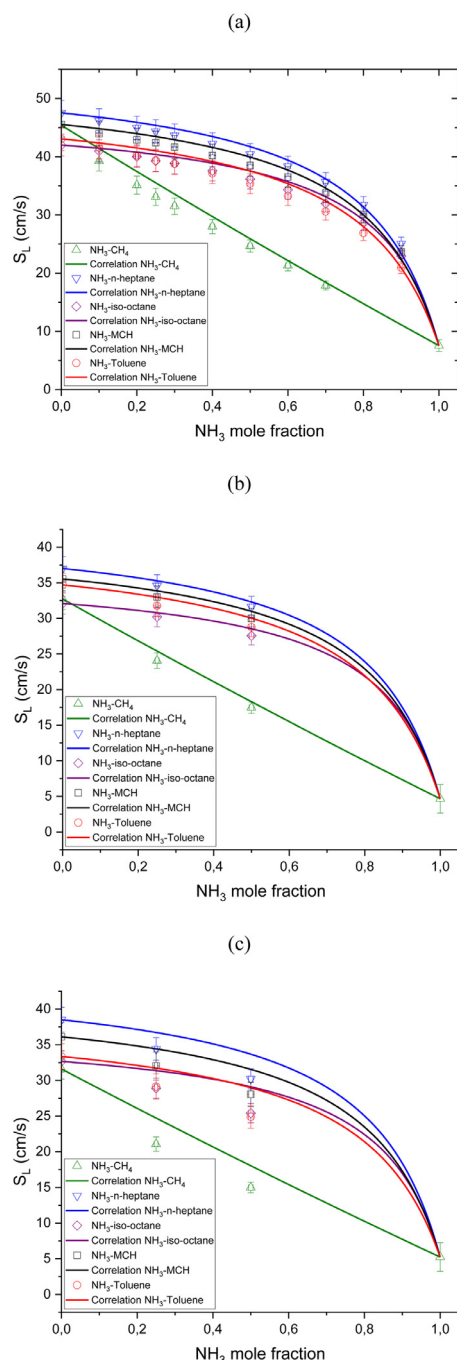 (a)
50
40
30
20
10
0
S_L (cm/s)
NH₃-CH₄
Correlation NH₃-CH₄
NH₃-n-heptane
Correlation NH₃-n-heptane
NH₃-iso-octane
Correlation NH₃-iso-octane
NH₃-MCH
Correlation NH₃-MCH
NH₃-Toluene
Correlation NH₃-Toluene
0,0 0,2 0,4 0,6 0,8 1,0
NH₃ mole fraction
(b)
40
35
30
25
20
15
10
5
0
S_L (cm/s)
NH₃-CH₄
Correlation NH₃-CH₄
NH₃-n-heptane
Correlation NH₃-n-heptane
NH₃-iso-octane
Correlation NH₃-iso-octane
NH₃-MCH
Correlation NH₃-MCH
NH₃-Toluene
Correlation NH₃-Toluene
0,0 0,2 0,4 0,6 0,8 1,0
NH₃ mole fraction
(c)
40
35
30
25
20
15
10
5
0
S_L (cm/s)
NH₃-CH₄
Correlation NH₃-CH₄
NH₃-n-heptane
Correlation NH₃-n-heptane
NH₃-iso-octane
Correlation NH₃-iso-octane
NH₃-MCH
Correlation NH₃-MCH
NH₃-Toluene
Correlation NH₃-Toluene
0,0 0,2 0,4 0,6 0,8 1,0
NH₃ mole fraction